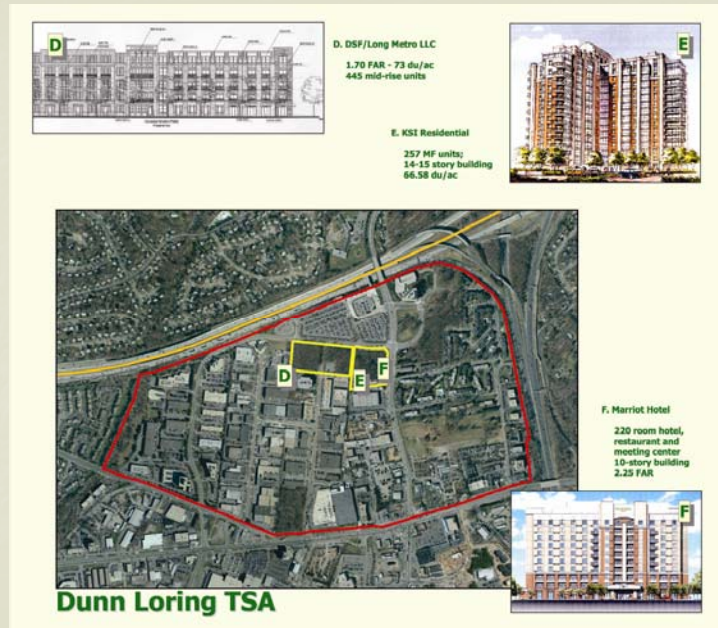 D
D. DSF/Long Metro LLC
1.70 FAR - 73 du/ac
445 mid-rise units
E
E. KSI Residential
257 MF units;
14-15 story building
66.58 du/ac
D
E
F
F. Marriot Hotel
220 room hotel,
restaurant and
meeting center
10-story building
2.25 FAR
F
Dunn Loring TSA